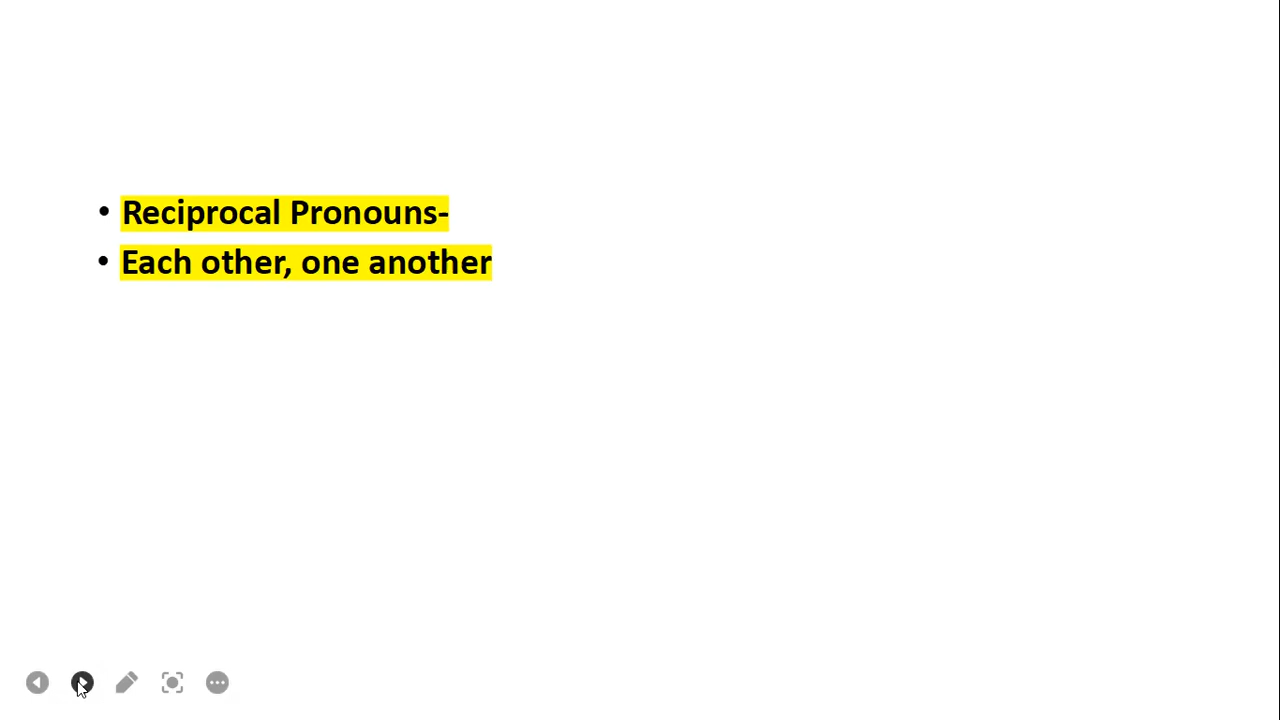 • Reciprocal Pronouns-
• Each other, one another